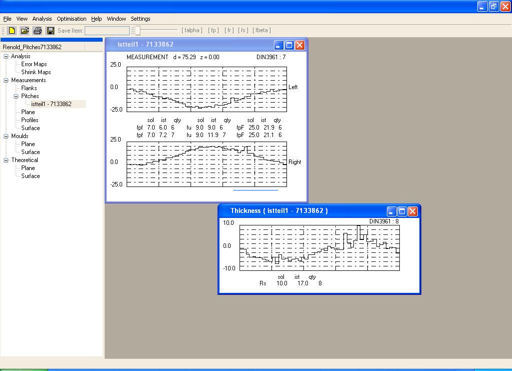 File View Analysis Optimisation Help Window Settings
Save Item: [alpha] [fp] [fr] [fs] [beta]
Renold_Pitches7133862
Analysis
Error Maps
Shrink Maps
Measurements
Flanks
Pitches
istteil1 - 7133862
Plane
Profiles
Surface
Moulds
Plane
Surface
Theoretical
Plane
Surface
istteil1 - 7133862
MEASUREMENT d = 79.29 z = 0.00 DIN3961 : 7
25.0
0.0
-25.0
Left
sol ist qty sol ist qty sol ist qty
fpf 7.0 6.0 6 fu 9.0 9.0 6 fpF 25.0 21.9 6
fpf 7.0 7.2 7 fu 9.0 11.9 7 fpf 25.0 21.1 6
25.0
0.0
-25.0
Right
Thickness ( istteil1 - 7133862 )
DIN3961 : 8
10.0
0.0
-10.0
sol ist qty
Rs 10.0 17.0 8